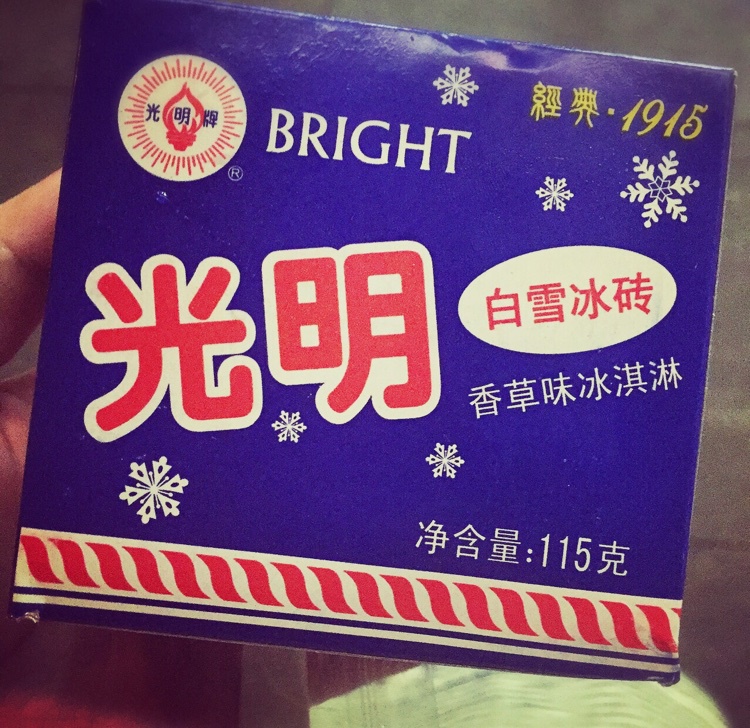 光明牌
®
BRIGHT
經典·1915
光明
白雪冰砖
香草味冰淇淋
净含量:115克